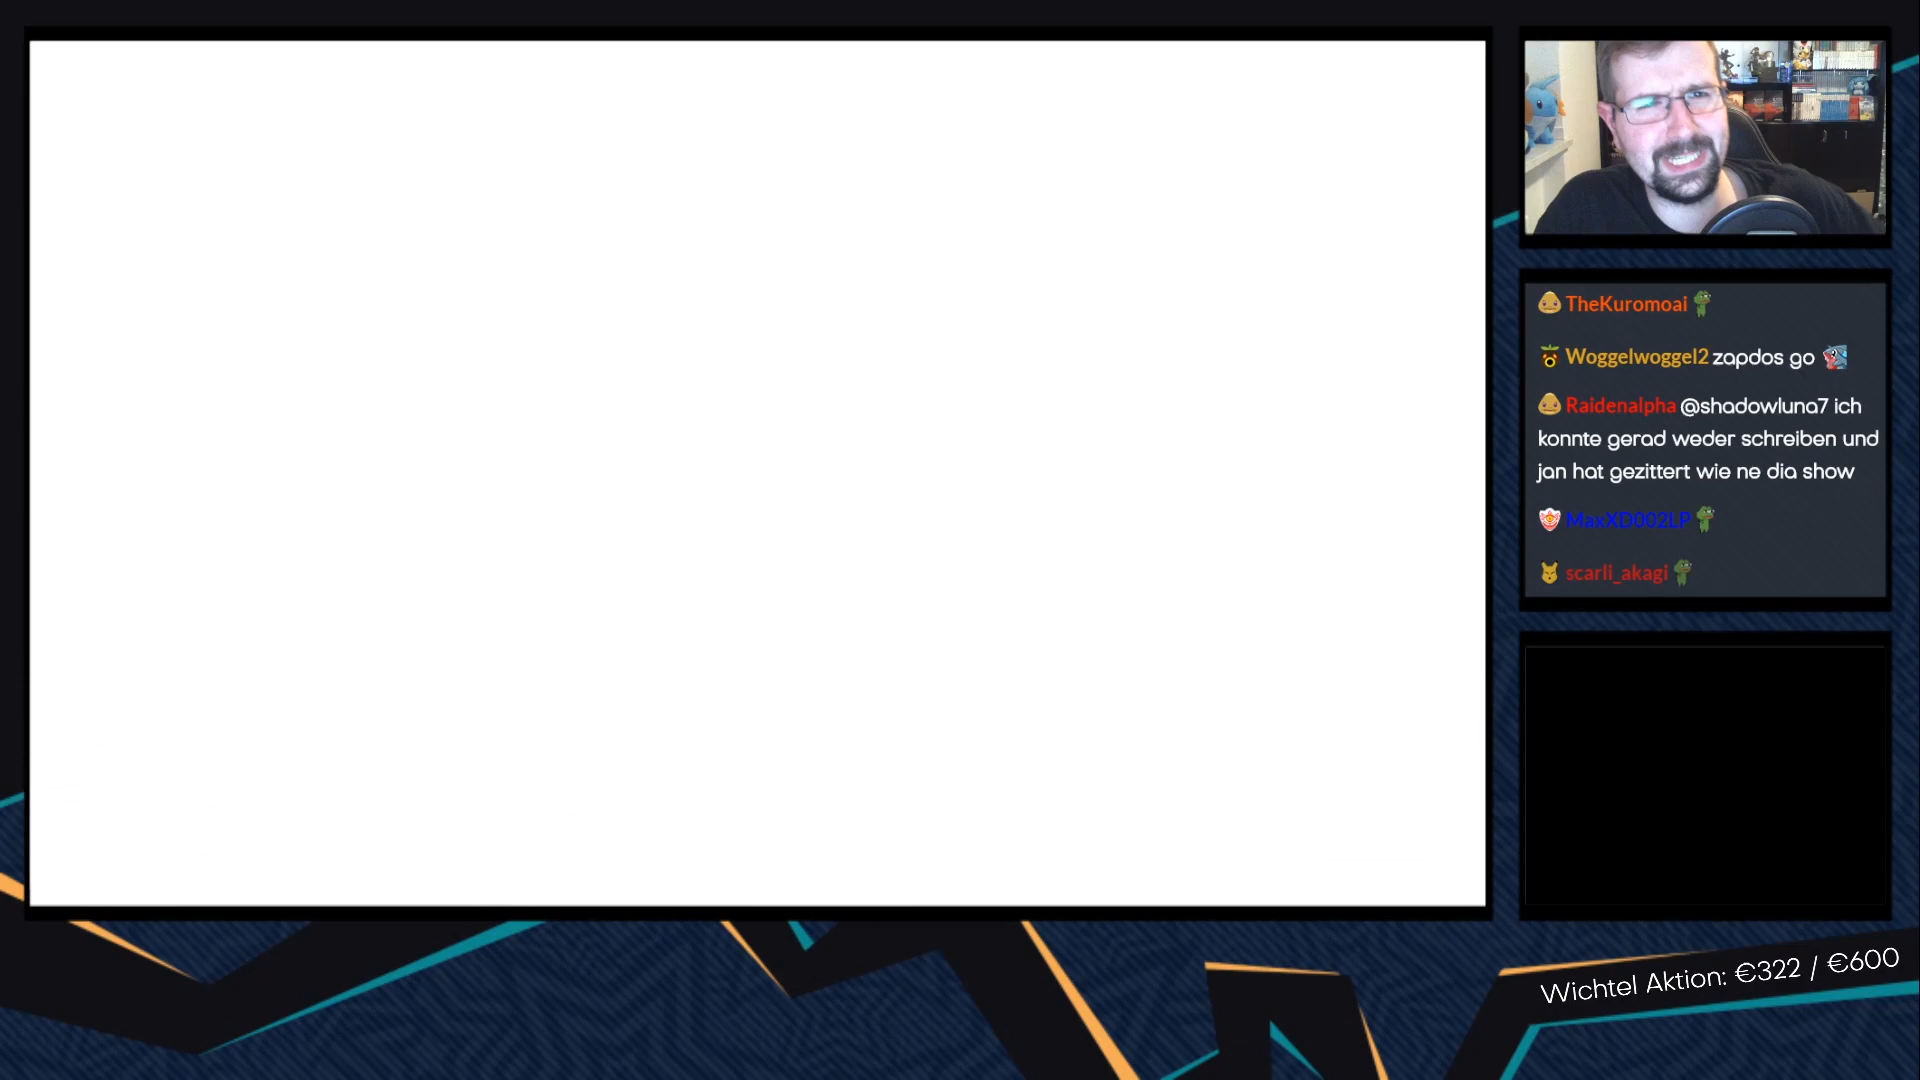 TheKuromoai
Woggelwoggel2 zapdos go
Raidenalpha @shadowluna7 ich
konnte gerad weder schreiben und
jan hat gezittert wie ne dia show
MaxXD002LP
scarli_akagi
Wichtel Aktion: €322 / €600